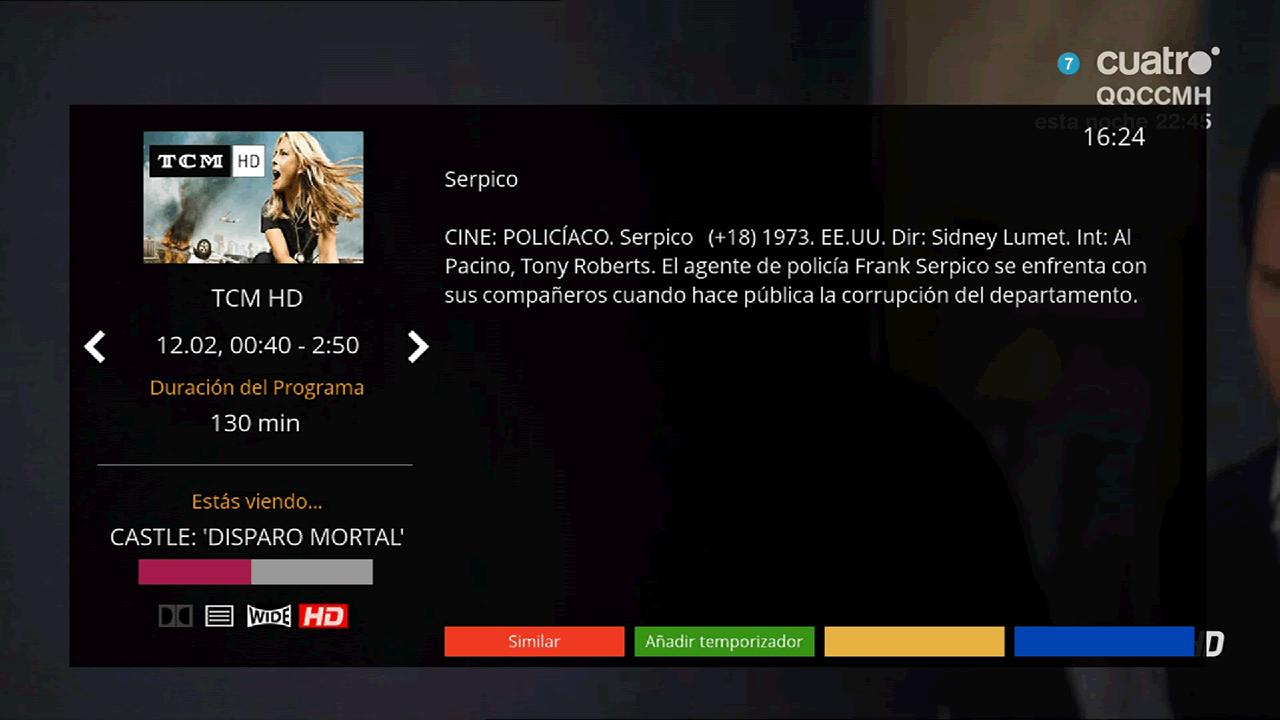 7 cuatro
QQCCMH
esta noche 22:45
16:24
TCM HD
TCM HD
12.02, 00:40 - 2:50
Duración del Programa
130 min
Estás viendo...
CASTLE: 'DISPARO MORTAL'
WIDE HD
Serpico
CINE: POLICÍACO. Serpico (+18) 1973. EE.UU. Dir: Sidney Lumet. Int: Al
Pacino, Tony Roberts. El agente de policía Frank Serpico se enfrenta con
sus compañeros cuando hace pública la corrupción del departamento.
Similar
Añadir temporizador
HD